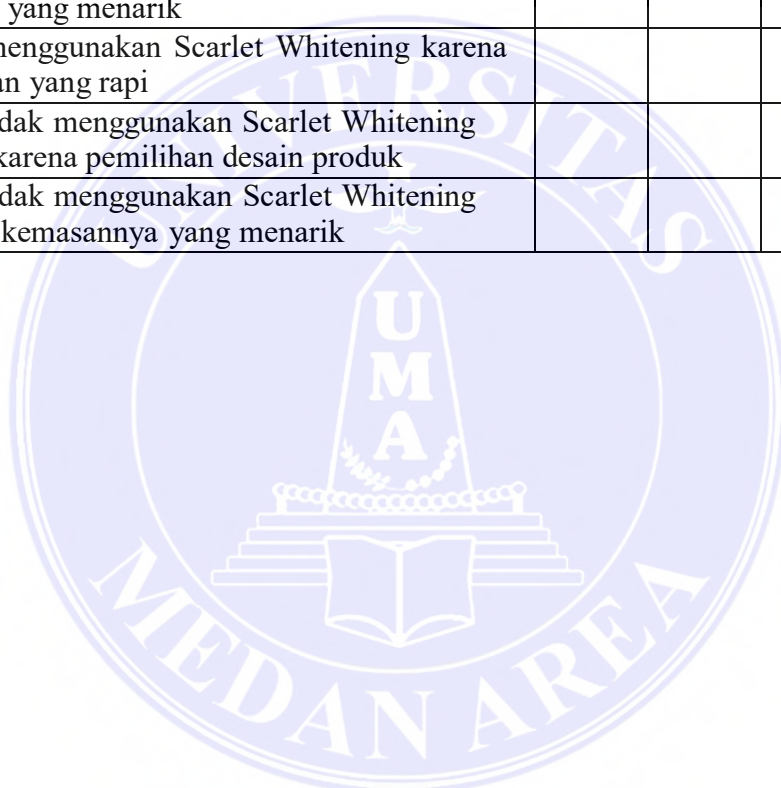 yang menarik
menggunakan Scarlet Whitening karena
an yang rapi
dak menggunakan Scarlet Whitening
karena pemilihan desain produk
dak menggunakan Scarlet Whitening
kemasannya yang menarik
UNIVERSITAS
UMA
MEDAN AREA